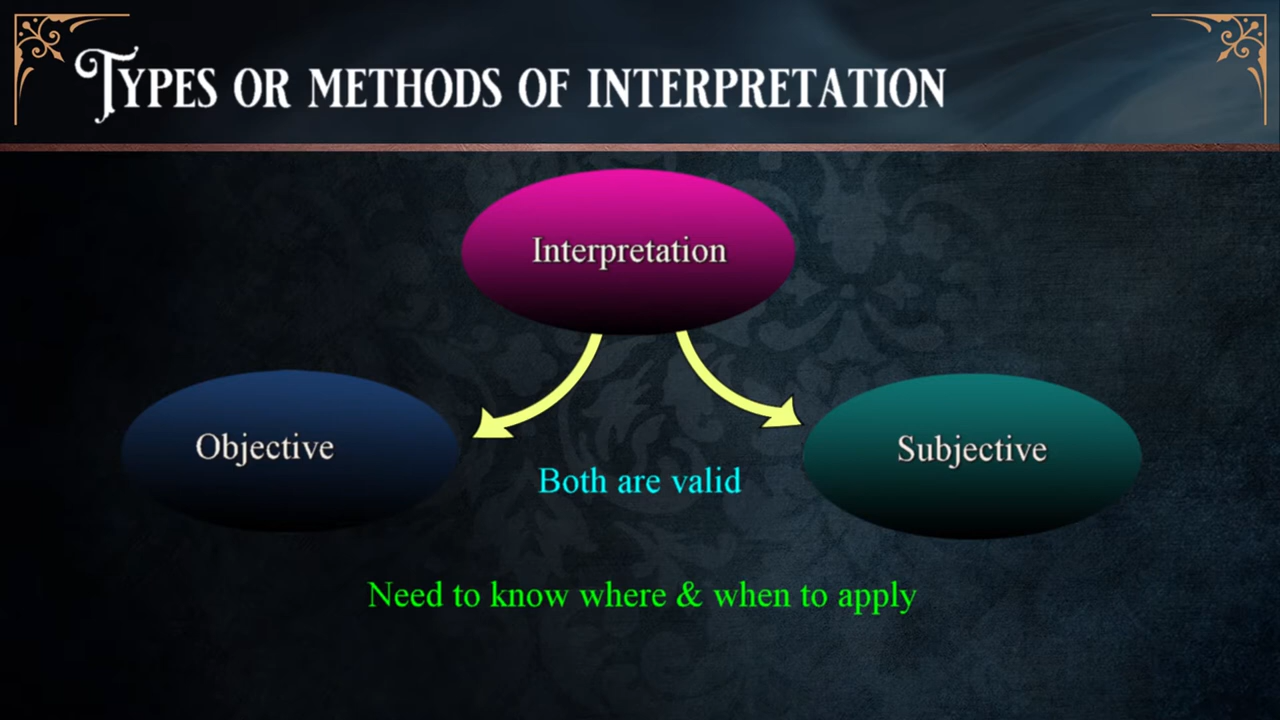 Types or methods of interpretation
Interpretation
Objective
Subjective
Both are valid
Need to know where & when to apply